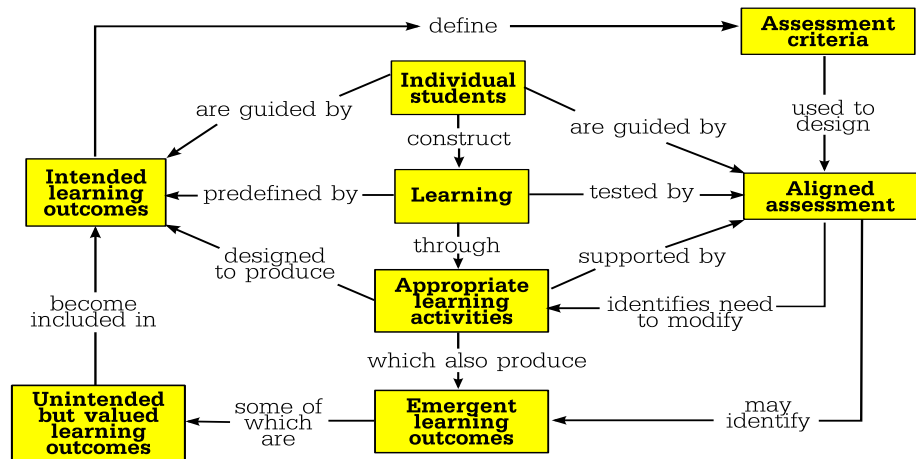 define
Assessment
criteria
Individual
students
are guided by
used to
design
are guided by
construct
Intended
learning
outcomes
predefined by
Learning
tested by
Aligned
assessment
through
designed
to produce
supported by
Appropriate
learning
activities
identifies need
to modify
become
included in
which also produce
Unintended
but valued
learning
outcomes
some of
which
are
Emergent
learning
outcomes
may
identify